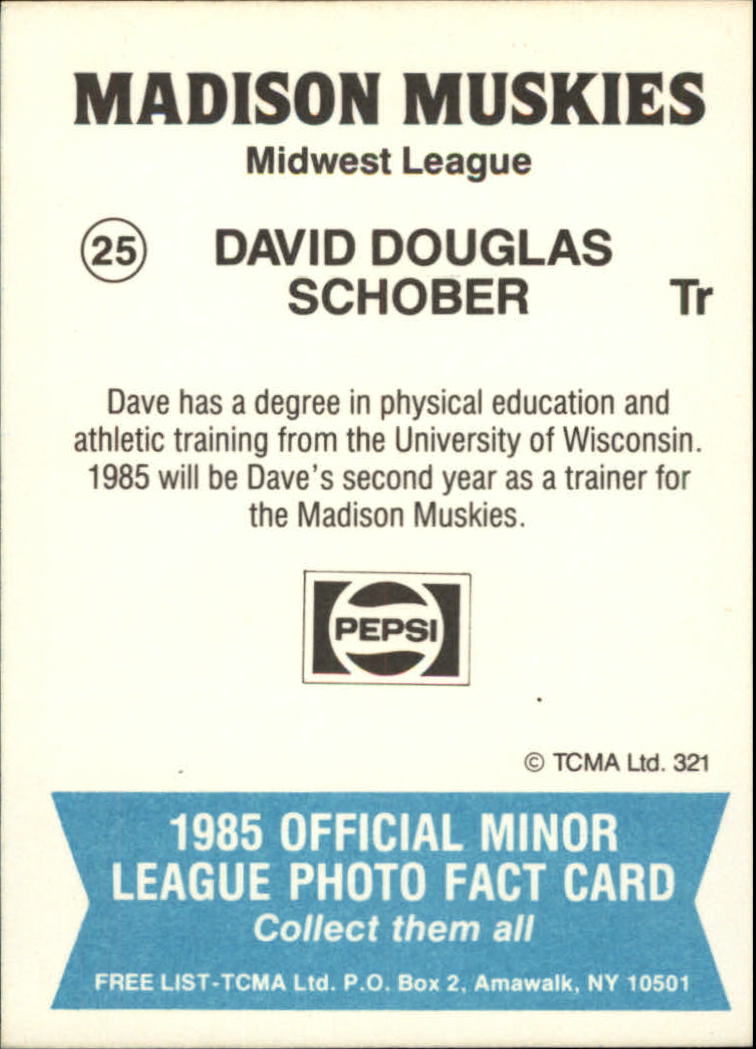 MADISON MUSKIES
Midwest League
25 DAVID DOUGLAS
SCHOBER Tr
Dave has a degree in physical education and
athletic training from the University of Wisconsin.
1985 will be Dave's second year as a trainer for
the Madison Muskies.
PEPSI
© TCMA Ltd. 321
1985 OFFICIAL MINOR
LEAGUE PHOTO FACT CARD
Collect them all
FREE LIST-TCMA Ltd. P.O. Box 2, Amawalk, NY 10501